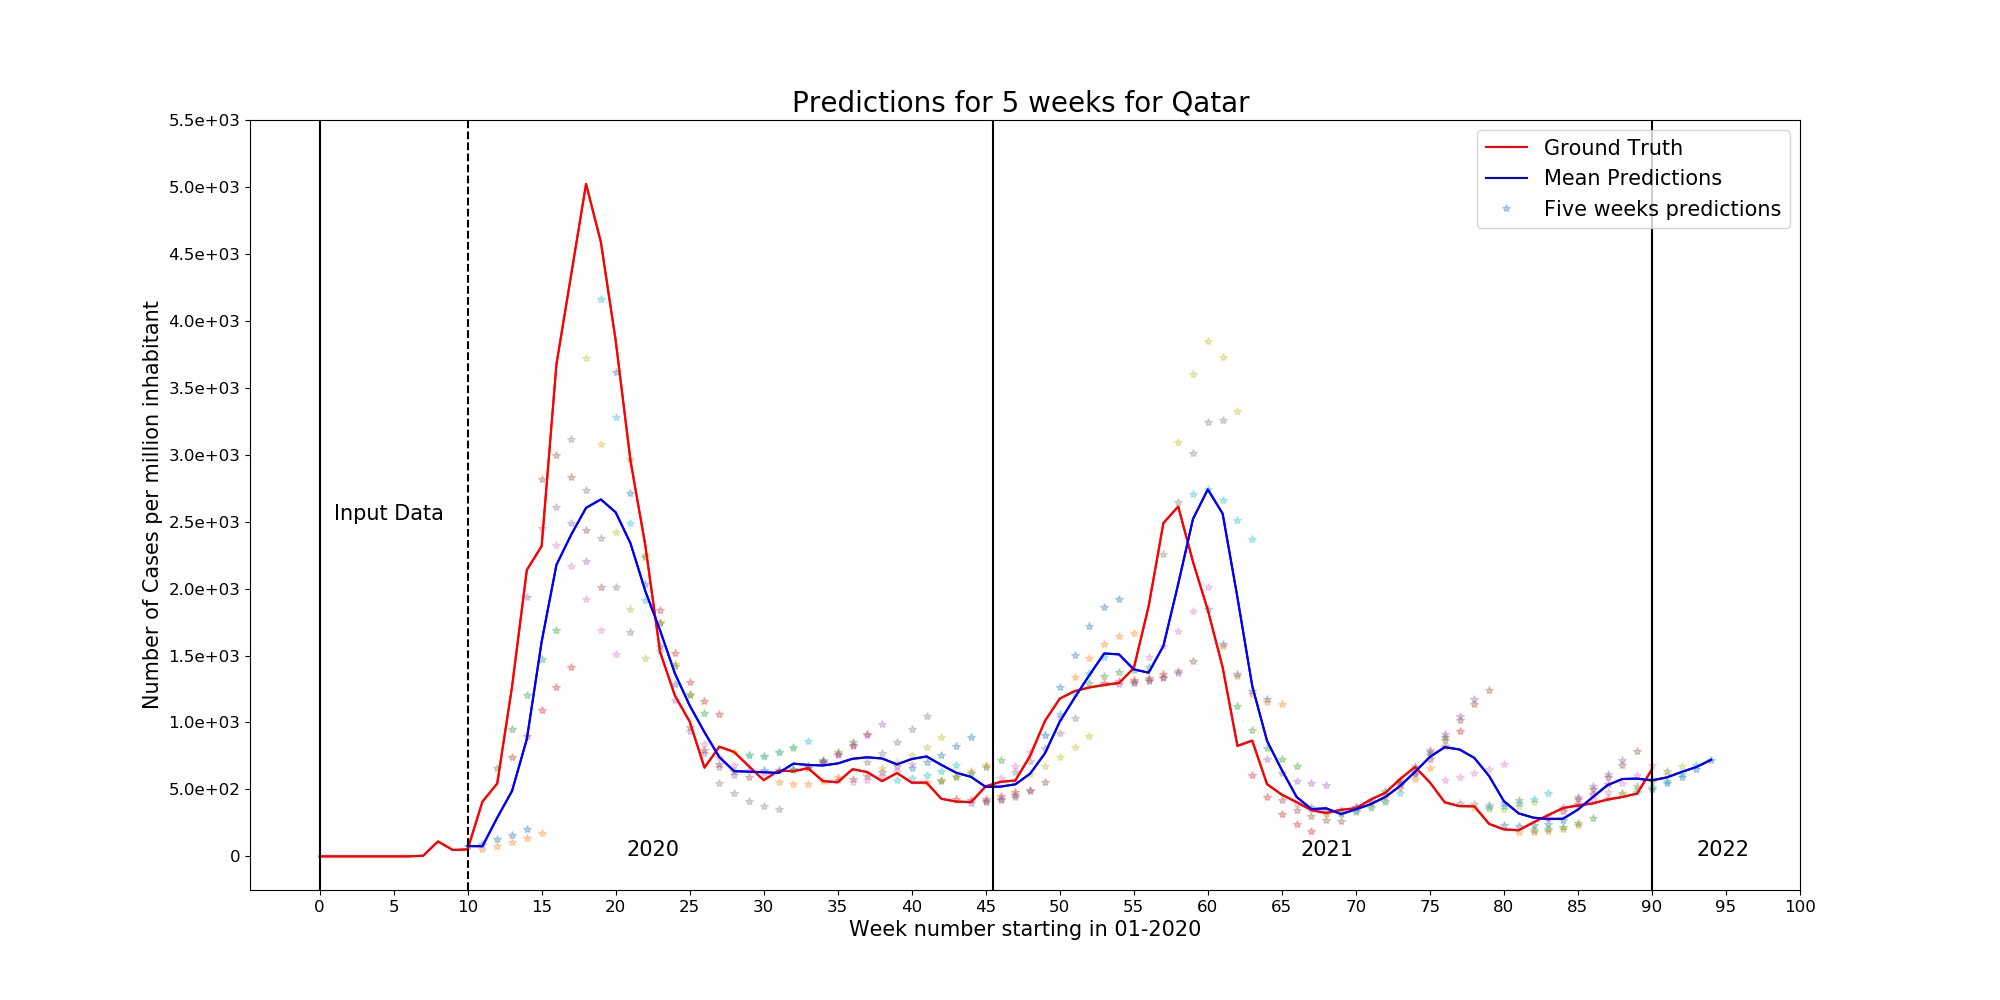 Predictions for 5 weeks for Qatar
5.5e+03
5.0e+03
4.5e+03
4.0e+03
3.5e+03
3.0e+03
2.5e+03
2.0e+03
1.5e+03
1.0e+03
5.0e+02
0
Number of Cases per million inhabitant
Ground Truth
Mean Predictions
Five weeks predictions
Input Data
2020
2021
2022
0 5 10 15 20 25 30 35 40 45 50 55 60 65 70 75 80 85 90 95 100
Week number starting in 01-2020